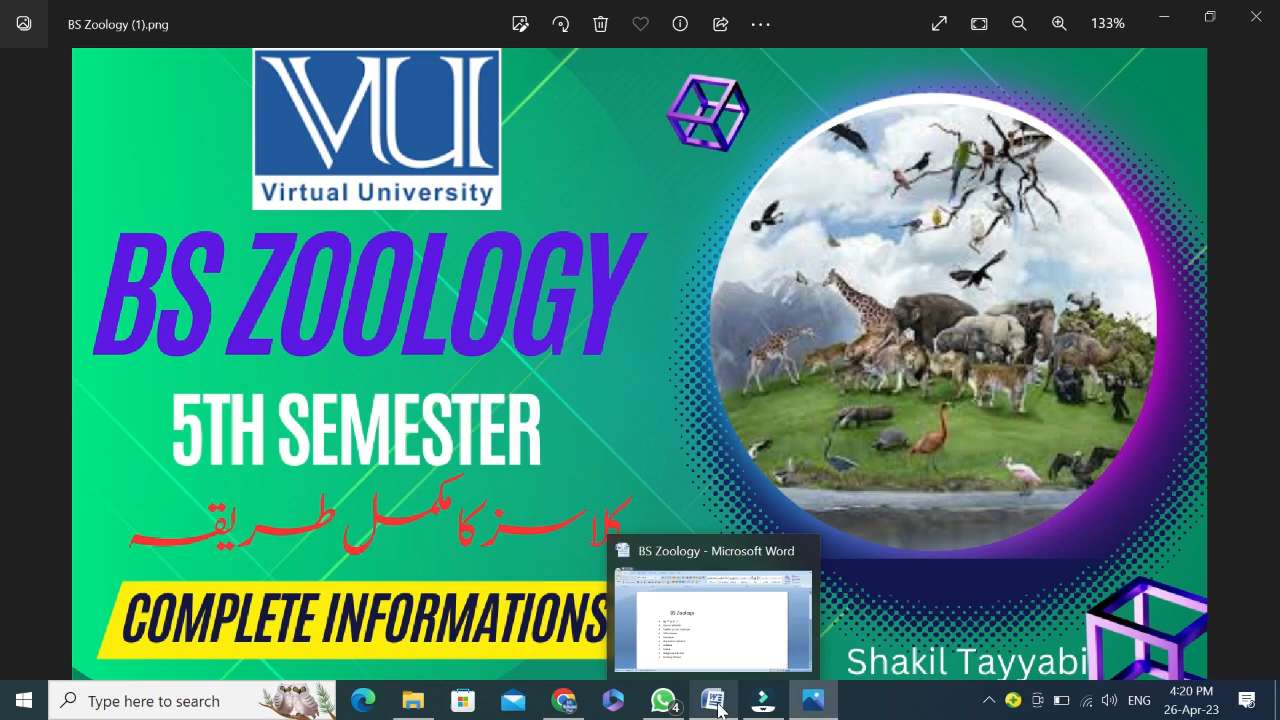 BS Zoology (1).png
133%
VU
Virtual University
BS ZOOLOGY
5TH SEMESTER
کلاسز کا مکمل طریقہ
COMPLETE INFORMATIONS
BS Zoology - Microsoft Word
BS Zoology
Shakil Tayyabi
Type here to search
4
ENG
4:20 PM
26-Apr-23